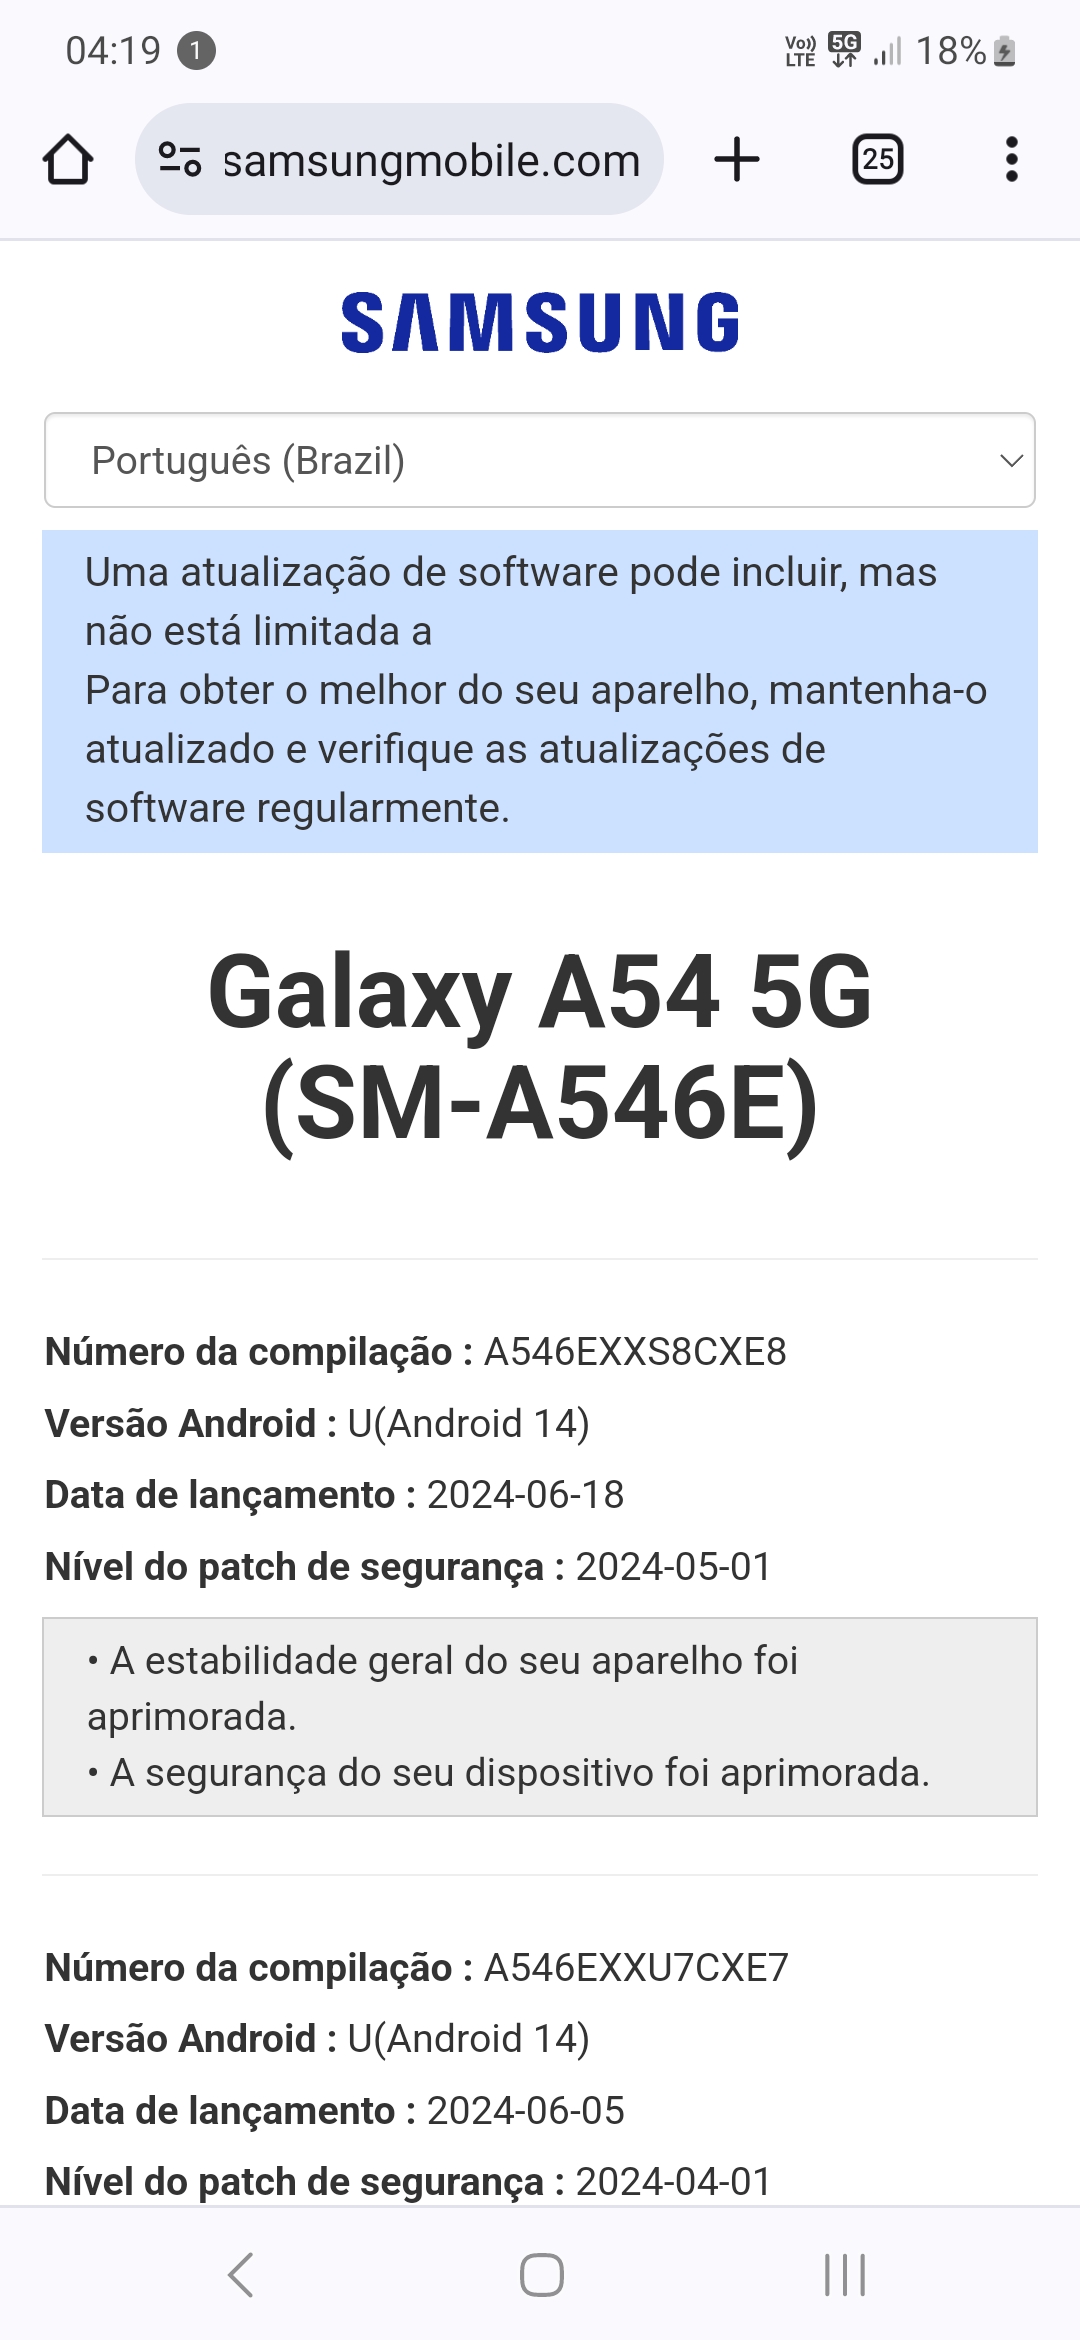 04:19 1 Vo)) LTE 5G 18%
samsungmobile.com 25
SAMSUNG
Português (Brazil)
Uma atualização de software pode incluir, mas
não está limitada a
Para obter o melhor do seu aparelho, mantenha-o
atualizado e verifique as atualizações de
software regularmente.
Galaxy A54 5G
(SM-A546E)
Número da compilação : A546EXXS8CXE8
Versão Android : U(Android 14)
Data de lançamento : 2024-06-18
Nível do patch de segurança : 2024-05-01
• A estabilidade geral do seu aparelho foi
aprimorada.
• A segurança do seu dispositivo foi aprimorada.
Número da compilação : A546EXXU7CXE7
Versão Android : U(Android 14)
Data de lançamento : 2024-06-05
Nível do patch de segurança : 2024-04-01